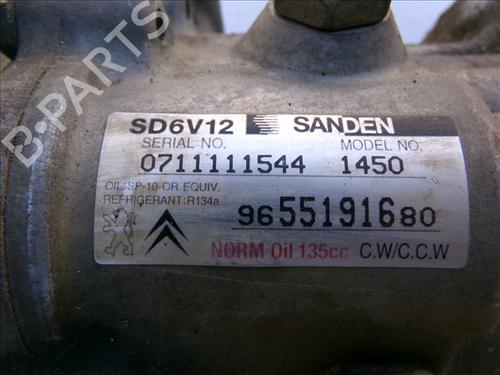 B-PARTS
SD6V12 SANDEN
SERIAL NO. MODEL NO.
0711111544 1450
OIL:SP-10 OR EQUIV.
REFRIGERANT:R134a
9655191680
NORM Oil 135cc C.W/C.C.W